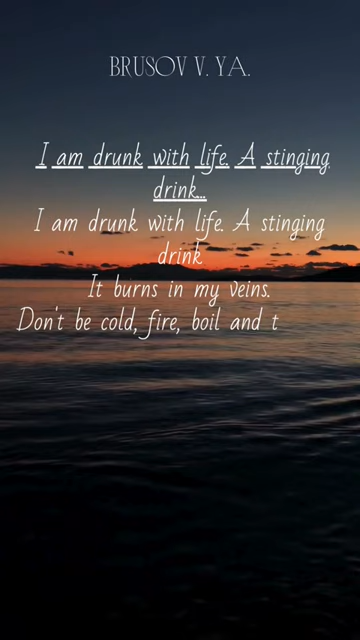 BRUSOV V. YA.
I am drunk with life. A stinging
drink...
I am drunk with life. A stinging
drink
It burns in my veins.
Don't be cold, fire, boil and t